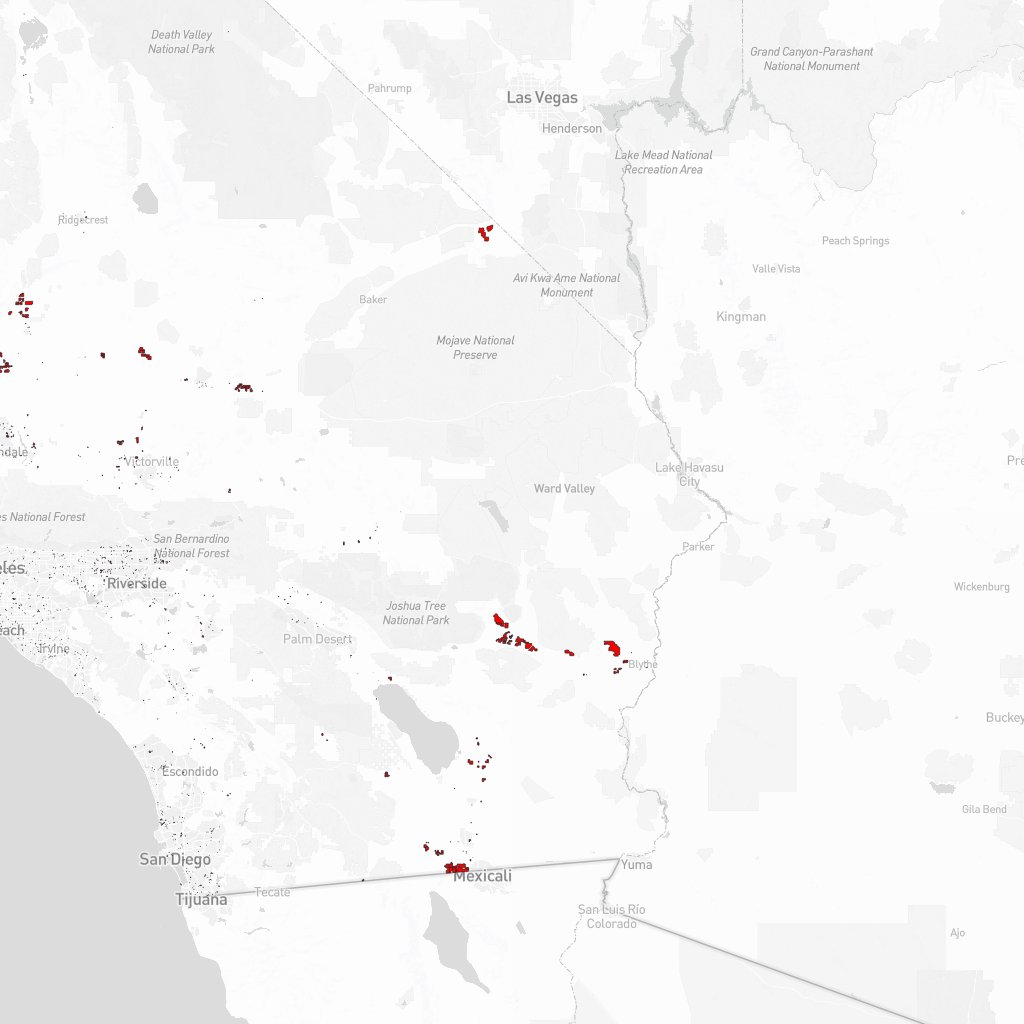 Death Valley
National Park
Grand Canyon-Parashant
National Monument
Pahrump
Las Vegas
Henderson
Lake Mead National
Recreation Area
Ridgecrest
Peach Springs
Valle Vista
Avi Kwa Ame National
Monument
Baker
Kingman
Mojave National
Preserve
ndale
Victorville
Pre
Lake Havasu
City
Ward Valley
es National Forest
San Bernardino
National Forest
Parker
eles
Riverside
Wickenburg
Joshua Tree
National Park
each
Palm Desert
Irvine
Blythe
Buckey
Escondido
Gila Bend
San Diego
Yuma
Mexicali
Tecate
Tijuana
San Luis Río
Colorado
Ajo